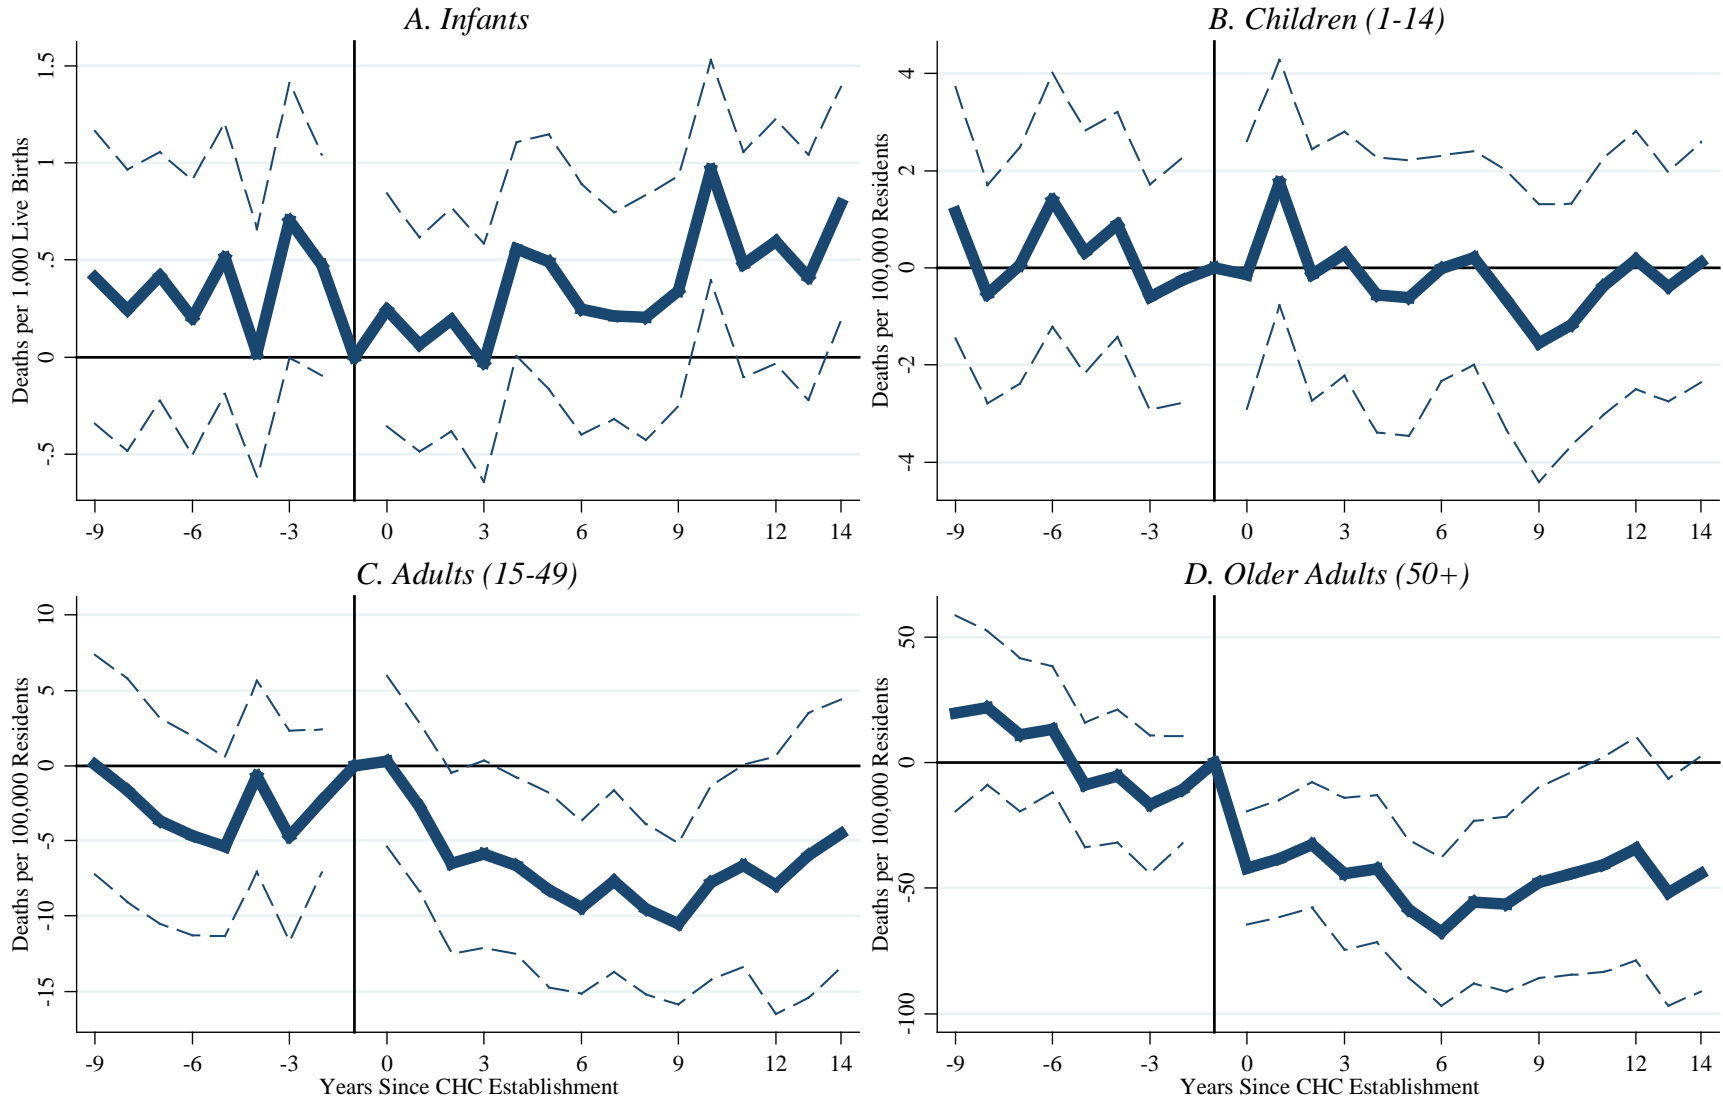 A. Infants
Deaths per 1,000 Live Births
1.5
1
.5
0
-.5
-9 -6 -3 0 3 6 9 12 14
B. Children (1-14)
Deaths per 100,000 Residents
4
2
0
-2
-4
-9 -6 -3 0 3 6 9 12 14
C. Adults (15-49)
Deaths per 100,000 Residents
10
5
0
-5
-10
-15
-9 -6 -3 0 3 6 9 12 14
Years Since CHC Establishment
D. Older Adults (50+)
Deaths per 100,000 Residents
50
0
-50
-100
-9 -6 -3 0 3 6 9 12 14
Years Since CHC Establishment